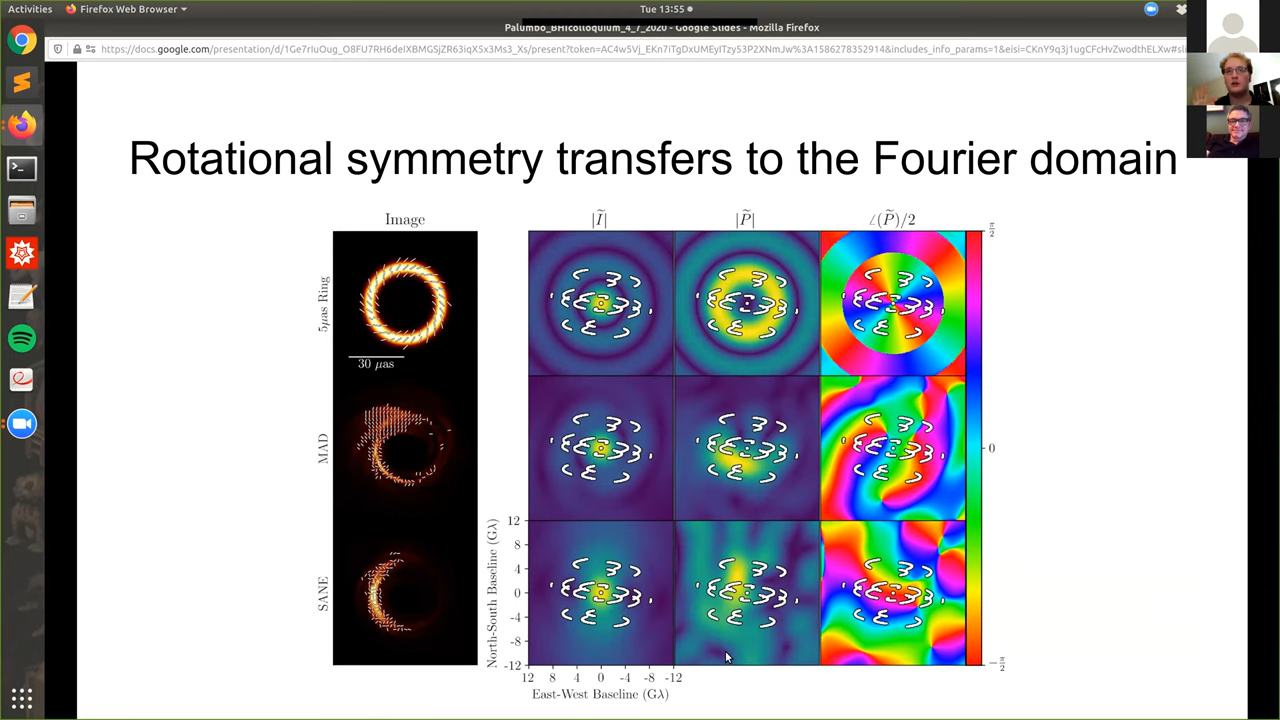 Activities
Firefox Web Browser
Tue 13:55
Palumbo_BHIcolloquium_4_7_2020 - Google Slides - Mozilla Firefox
Rotational symmetry transfers to the Fourier domain
Image
|Ĩ|
|P̃|
∠(P̃)/2
5μas Ring
30 μas
MAD
SANE
π/2
0
−π/2
North-South Baseline (Gλ)
12
8
4
0
-4
-8
-12
12 8 4 0 -4 -8 -12
East-West Baseline (Gλ)